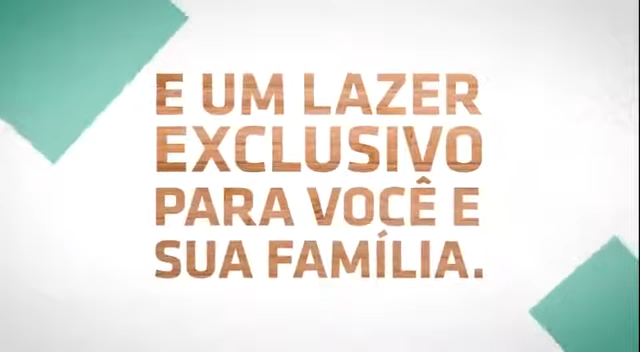 E UM LAZER
EXCLUSIVO
PARA VOCÊ E
SUA FAMÍLIA.